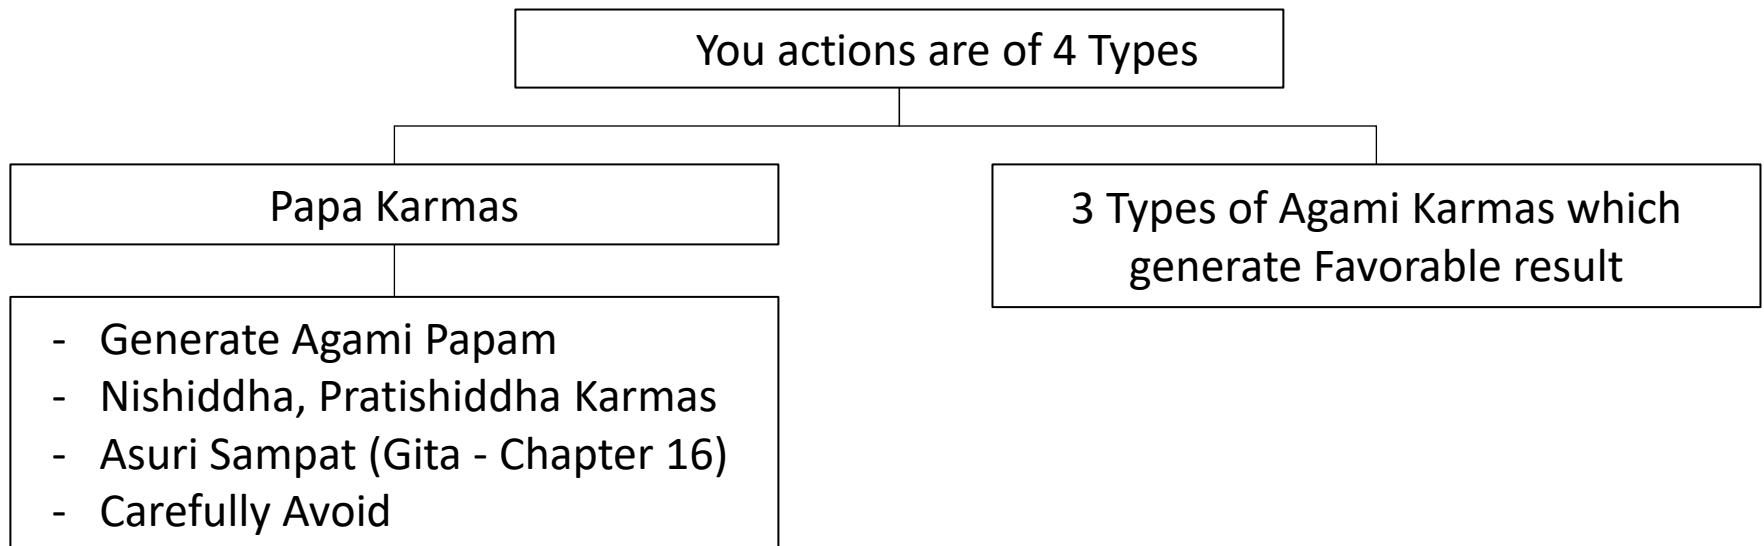 You actions are of 4 Types
Papa Karmas
3 Types of Agami Karmas which
generate Favorable result
- Generate Agami Papam
- Nishiddha, Pratishiddha Karmas
- Asuri Sampat (Gita - Chapter 16)
- Carefully Avoid